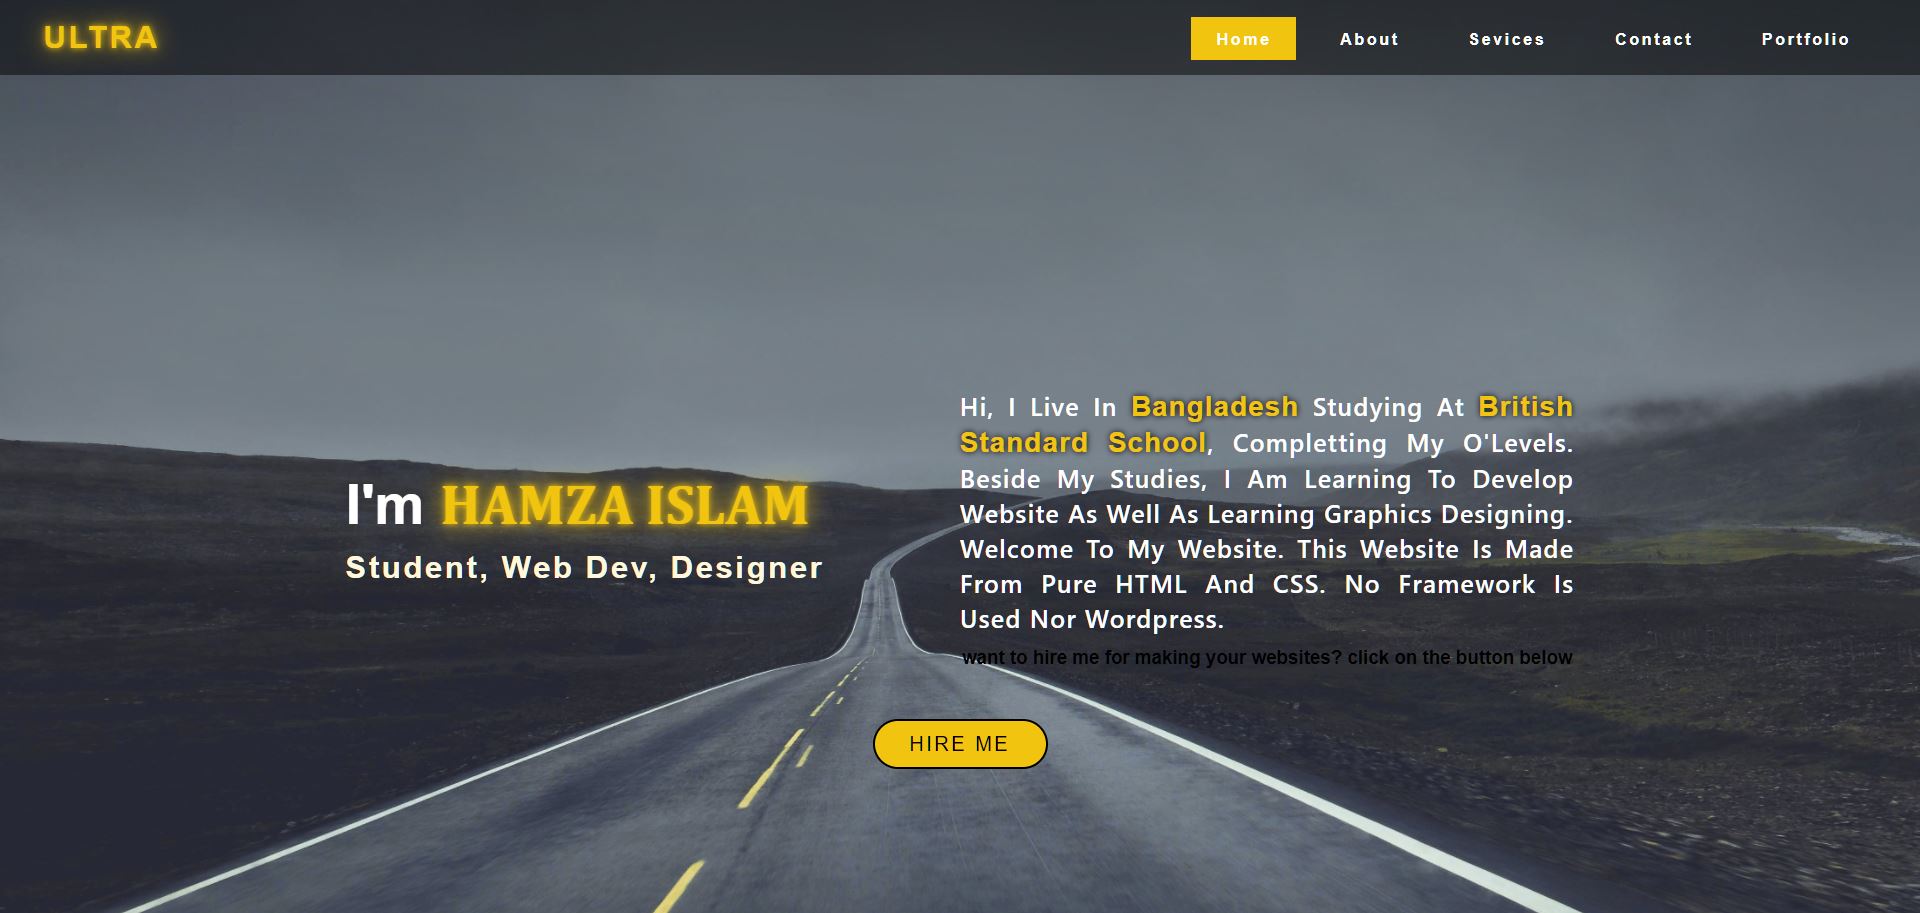 ULTRA
Home About Sevices Contact Portfolio
I'm HAMZA ISLAM
Student, Web Dev, Designer
Hi, I Live In Bangladesh Studying At British
Standard School, Completting My O'Levels.
Beside My Studies, I Am Learning To Develop
Website As Well As Learning Graphics Designing.
Welcome To My Website. This Website Is Made
From Pure HTML And CSS. No Framework Is
Used Nor Wordpress.
want to hire me for making your websites? click on the button below
HIRE ME